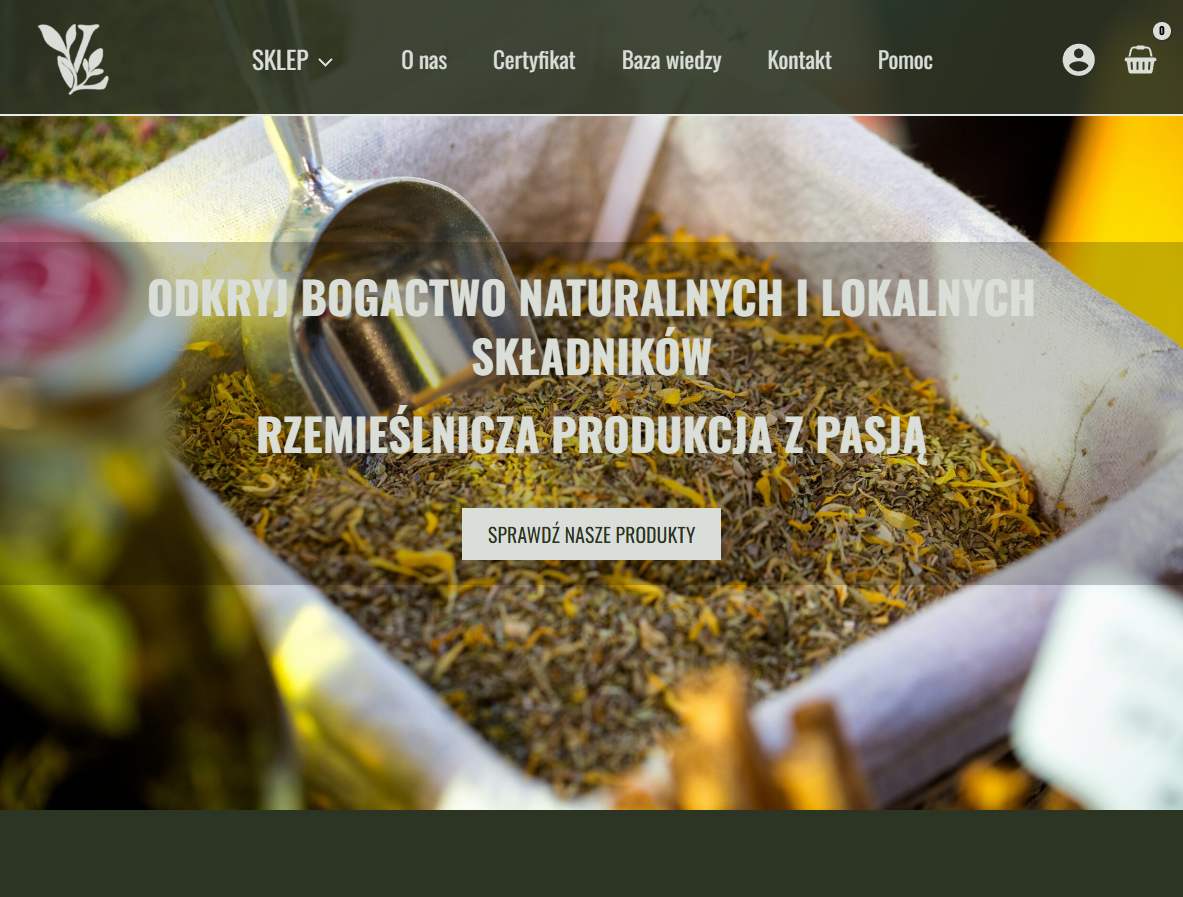 0
SKLEP
O nas
Certyfikat
Baza wiedzy
Kontakt
Pomoc
ODKRYJ BOGACTWO NATURALNYCH I LOKALNYCH
SKŁADNIKÓW
RZEMIEŚLNICZA PRODUKCJA Z PASJĄ
SPRAWDŹ NASZE PRODUKTY